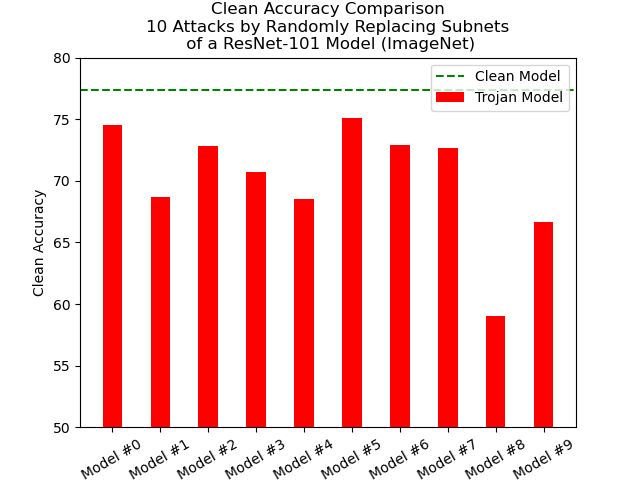 Clean Accuracy Comparison
10 Attacks by Randomly Replacing Subnets
of a ResNet-101 Model (ImageNet)
Clean Model
Trojan Model
Clean Accuracy
80
75
70
65
60
55
50
Model #0
Model #1
Model #2
Model #3
Model #4
Model #5
Model #6
Model #7
Model #8
Model #9